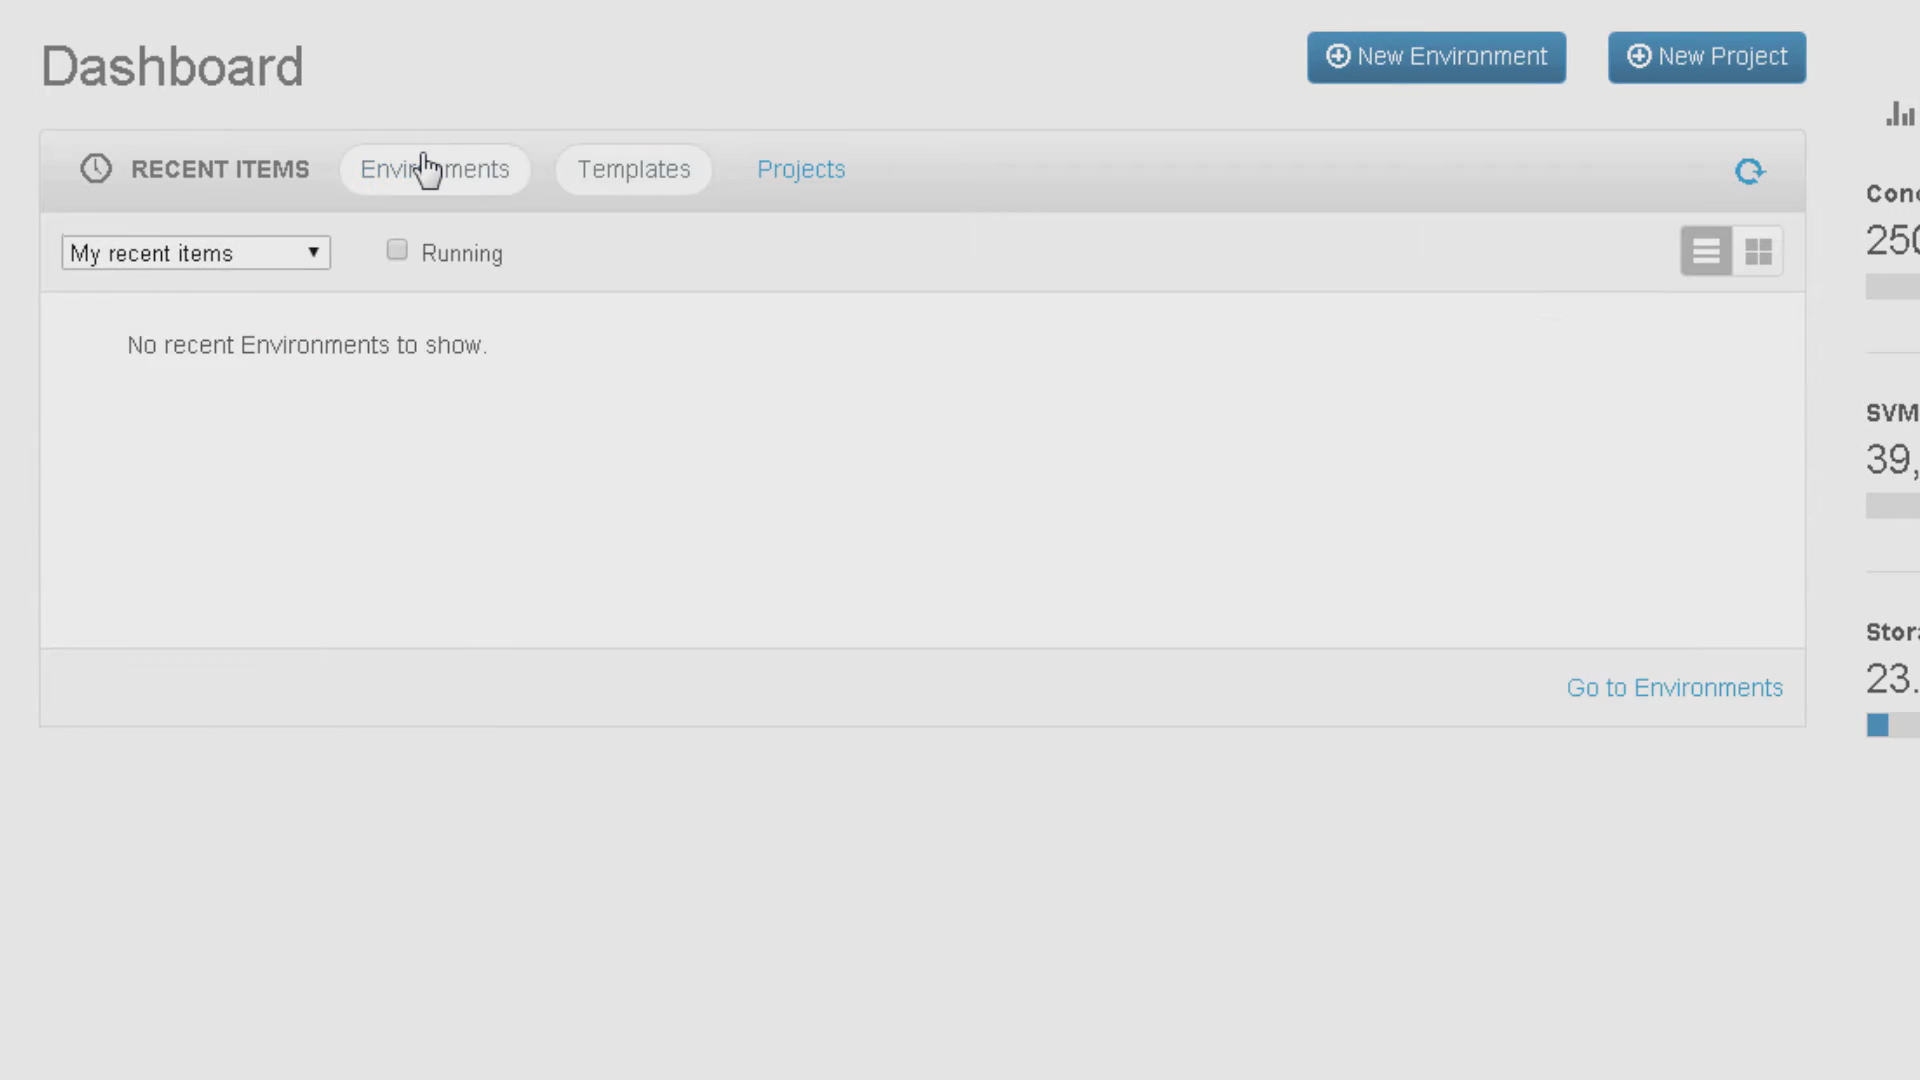 Dashboard
New Environment
New Project
RECENT ITEMS
Environments
Templates
Projects
My recent items
Running
No recent Environments to show.
Go to Environments
250
SVM
39,
23.